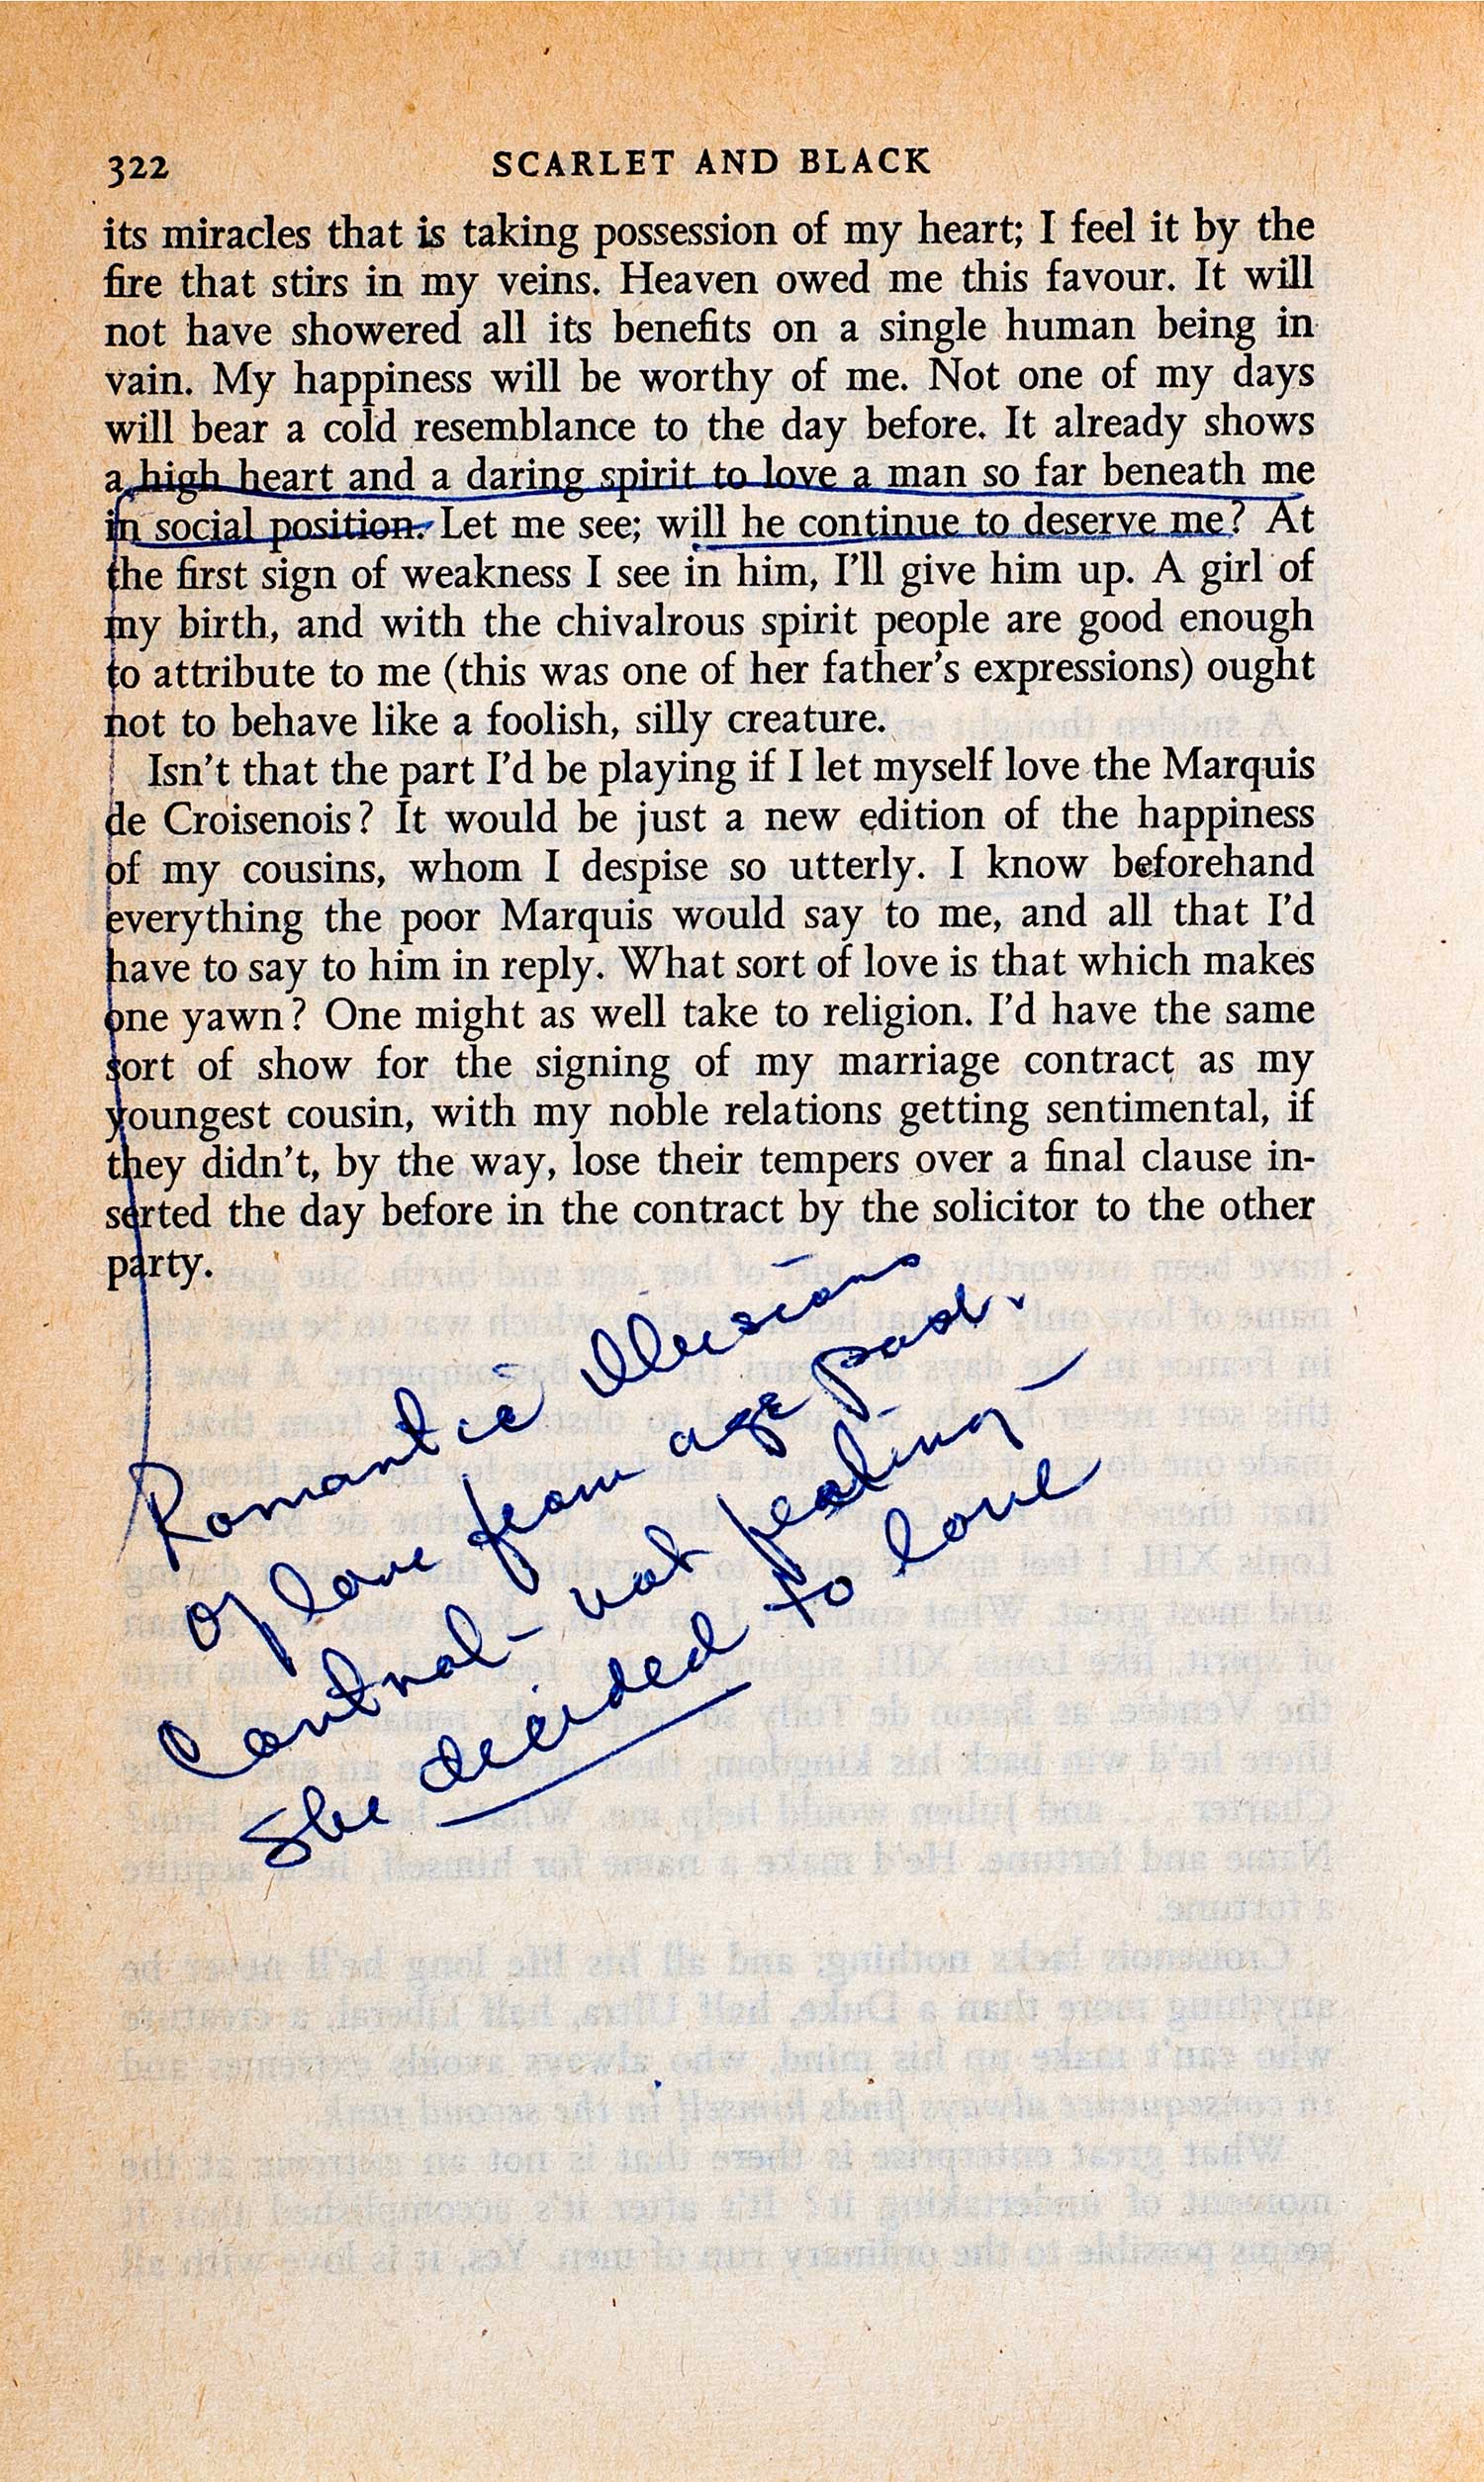 322 SCARLET AND BLACK
its miracles that is taking possession of my heart; I feel it by the
fire that stirs in my veins. Heaven owed me this favour. It will
not have showered all its benefits on a single human being in
vain. My happiness will be worthy of me. Not one of my days
will bear a cold resemblance to the day before. It already shows
a high heart and a daring spirit to love a man so far beneath me
in social position. Let me see; will he continue to deserve me? At
the first sign of weakness I see in him, I'll give him up. A girl of
my birth, and with the chivalrous spirit people are good enough
to attribute to me (this was one of her father's expressions) ought
not to behave like a foolish, silly creature.
Isn't that the part I'd be playing if I let myself love the Marquis
de Croisenois? It would be just a new edition of the happiness
of my cousins, whom I despise so utterly. I know beforehand
everything the poor Marquis would say to me, and all that I'd
have to say to him in reply. What sort of love is that which makes
one yawn? One might as well take to religion. I'd have the same
sort of show for the signing of my marriage contract as my
youngest cousin, with my noble relations getting sentimental, if
they didn't, by the way, lose their tempers over a final clause in-
serted the day before in the contract by the solicitor to the other
party.
Romantic illusions
of love from age past.
Control - not feeling -
She decided to love